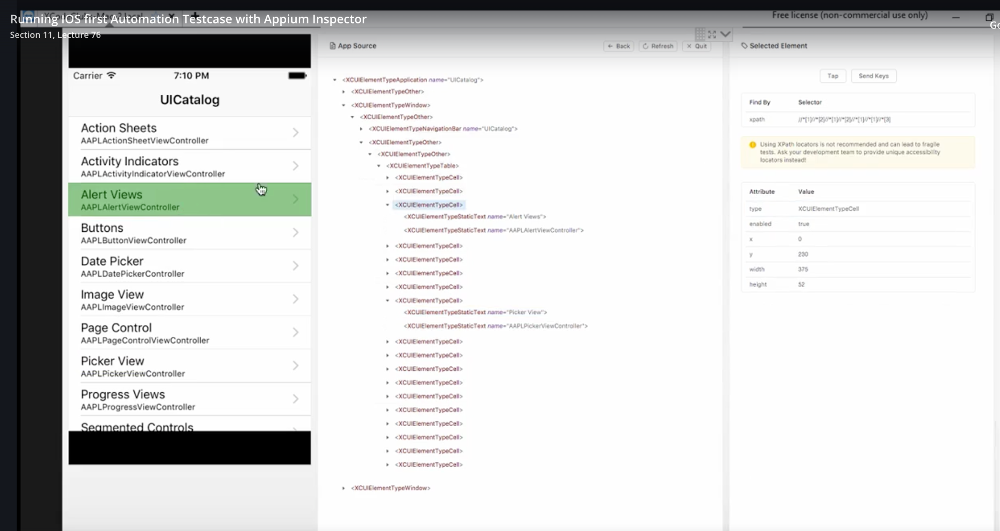 XCodeClubs-Mac-2.local
Running IOS first Automation Testcase with Appium Inspector
Section 11, Lecture 76
Free license (non-commercial use only)
Go
Carrier
7:10 PM
UICatalog
Action Sheets
AAPLActionSheetViewController
Activity Indicators
AAPLActivityIndicatorViewController
Alert Views
AAPLAlertViewController
Buttons
AAPLButtonViewController
Date Picker
AAPLDatePickerController
Image View
AAPLImageViewController
Page Control
AAPLPageControlViewController
Picker View
AAPLPickerViewController
Progress Views
AAPLProgressViewController
Segmented Controls
App Source
Back
Refresh
Quit
<XCUIElementTypeApplication name="UICatalog">
<XCUIElementTypeOther>
<XCUIElementTypeWindow>
<XCUIElementTypeOther>
<XCUIElementTypeNavigationBar name="UICatalog">
<XCUIElementTypeOther>
<XCUIElementTypeOther>
<XCUIElementTypeTable>
<XCUIElementTypeCell>
<XCUIElementTypeCell>
<XCUIElementTypeCell>
<XCUIElementTypeStaticText name="Alert Views">
<XCUIElementTypeStaticText name="AAPLAlertViewController">
<XCUIElementTypeCell>
<XCUIElementTypeCell>
<XCUIElementTypeCell>
<XCUIElementTypeCell>
<XCUIElementTypeCell>
<XCUIElementTypeStaticText name="Picker View">
<XCUIElementTypeStaticText name="AAPLPickerViewController">
<XCUIElementTypeCell>
<XCUIElementTypeCell>
<XCUIElementTypeCell>
<XCUIElementTypeCell>
<XCUIElementTypeCell>
<XCUIElementTypeCell>
<XCUIElementTypeCell>
<XCUIElementTypeCell>
<XCUIElementTypeCell>
<XCUIElementTypeCell>
<XCUIElementTypeWindow>
Selected Element
Tap
Send Keys
Find By Selector
xpath //*[1]//*[2]//*[1]//*[2]//*[1]//*[1]//*[3]
Using XPath locators is not recommended and can lead to fragile
tests. Ask your development team to provide unique accessibility
locators instead!
Attribute Value
type XCUIElementTypeCell
enabled true
x 0
y 230
width 375
height 52